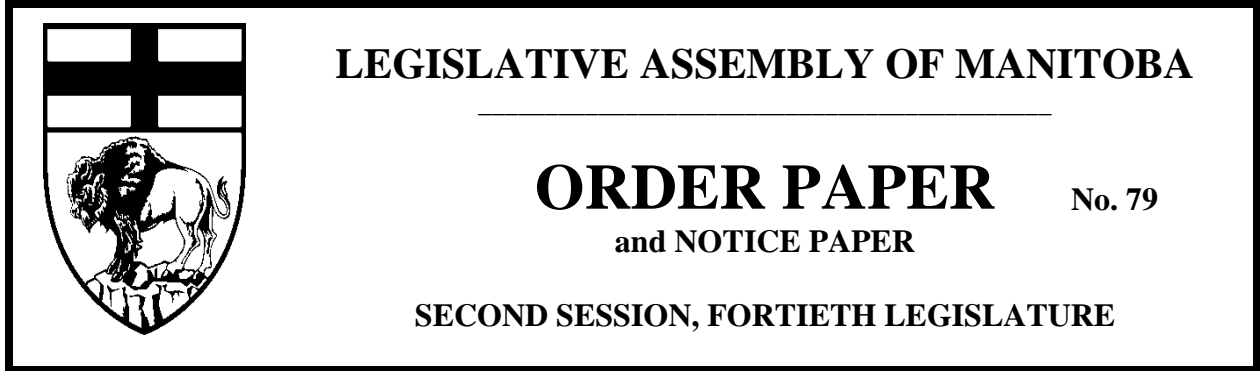 LEGISLATIVE ASSEMBLY OF MANITOBA
ORDER PAPER No. 79
and NOTICE PAPER
SECOND SESSION, FORTIETH LEGISLATURE